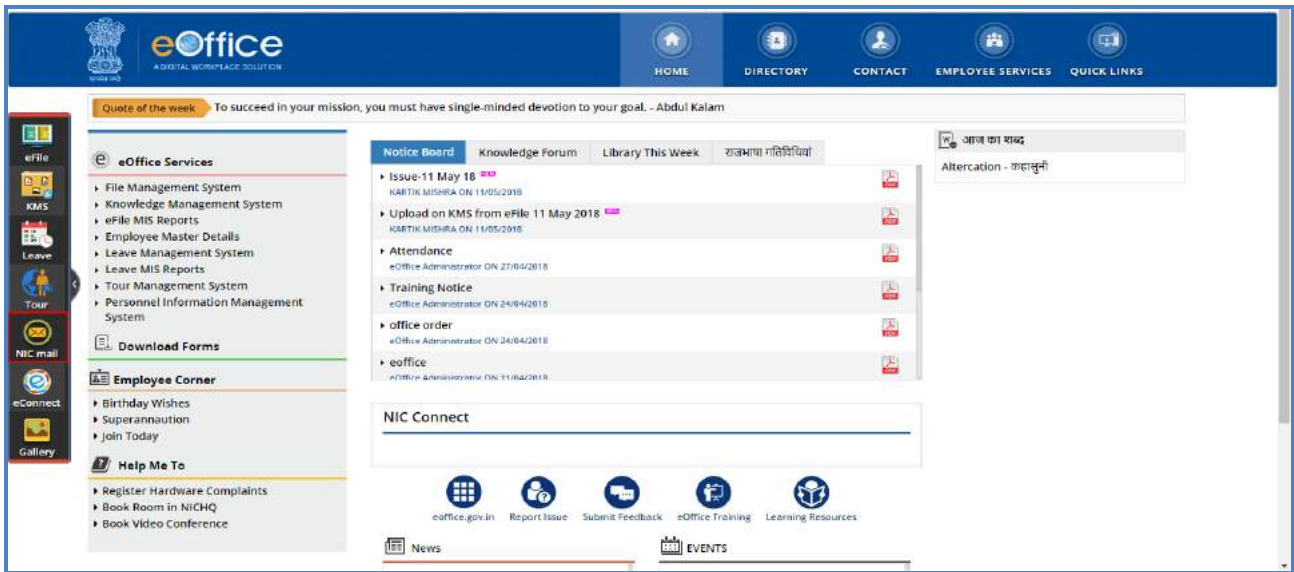 eOffice
A DIGITAL WORKPLACE SOLUTION
HOME
DIRECTORY
CONTACT
EMPLOYEE SERVICES
QUICK LINKS
Quote of the week
To succeed in your mission, you must have single-minded devotion to your goal. - Abdul Kalam
eFile
KMS
Leave
Tour
NIC mail
eConnect
Gallery
eOffice Services
File Management System
Knowledge Management System
eFile MIS Reports
Employee Master Details
Leave Management System
Leave MIS Reports
Tour Management System
Personnel Information Management
System
Download Forms
Employee Corner
Birthday Wishes
Superannaution
Join Today
Help Me To
Register Hardware Complaints
Book Room in NICHQ
Book Video Conference
Notice Board
Knowledge Forum
Library This Week
राजभाषा गतिविधियां
Issue-11 May 18
KARTIK MISHRA ON 11/05/2018
Upload on KMS from eFile 11 May 2018
KARTIK MISHRA ON 11/05/2018
Attendance
eOffice Administrator ON 27/04/2018
Training Notice
eOffice Administrator ON 24/04/2018
office order
eOffice Administrator ON 24/04/2018
eoffice
eOffice Administrator ON 11/04/2018
NIC Connect
eoffice.gov.in
Report Issue
Submit Feedback
eOffice Training
Learning Resources
News
EVENTS
आज का शब्द
Altercation - कहासुनी